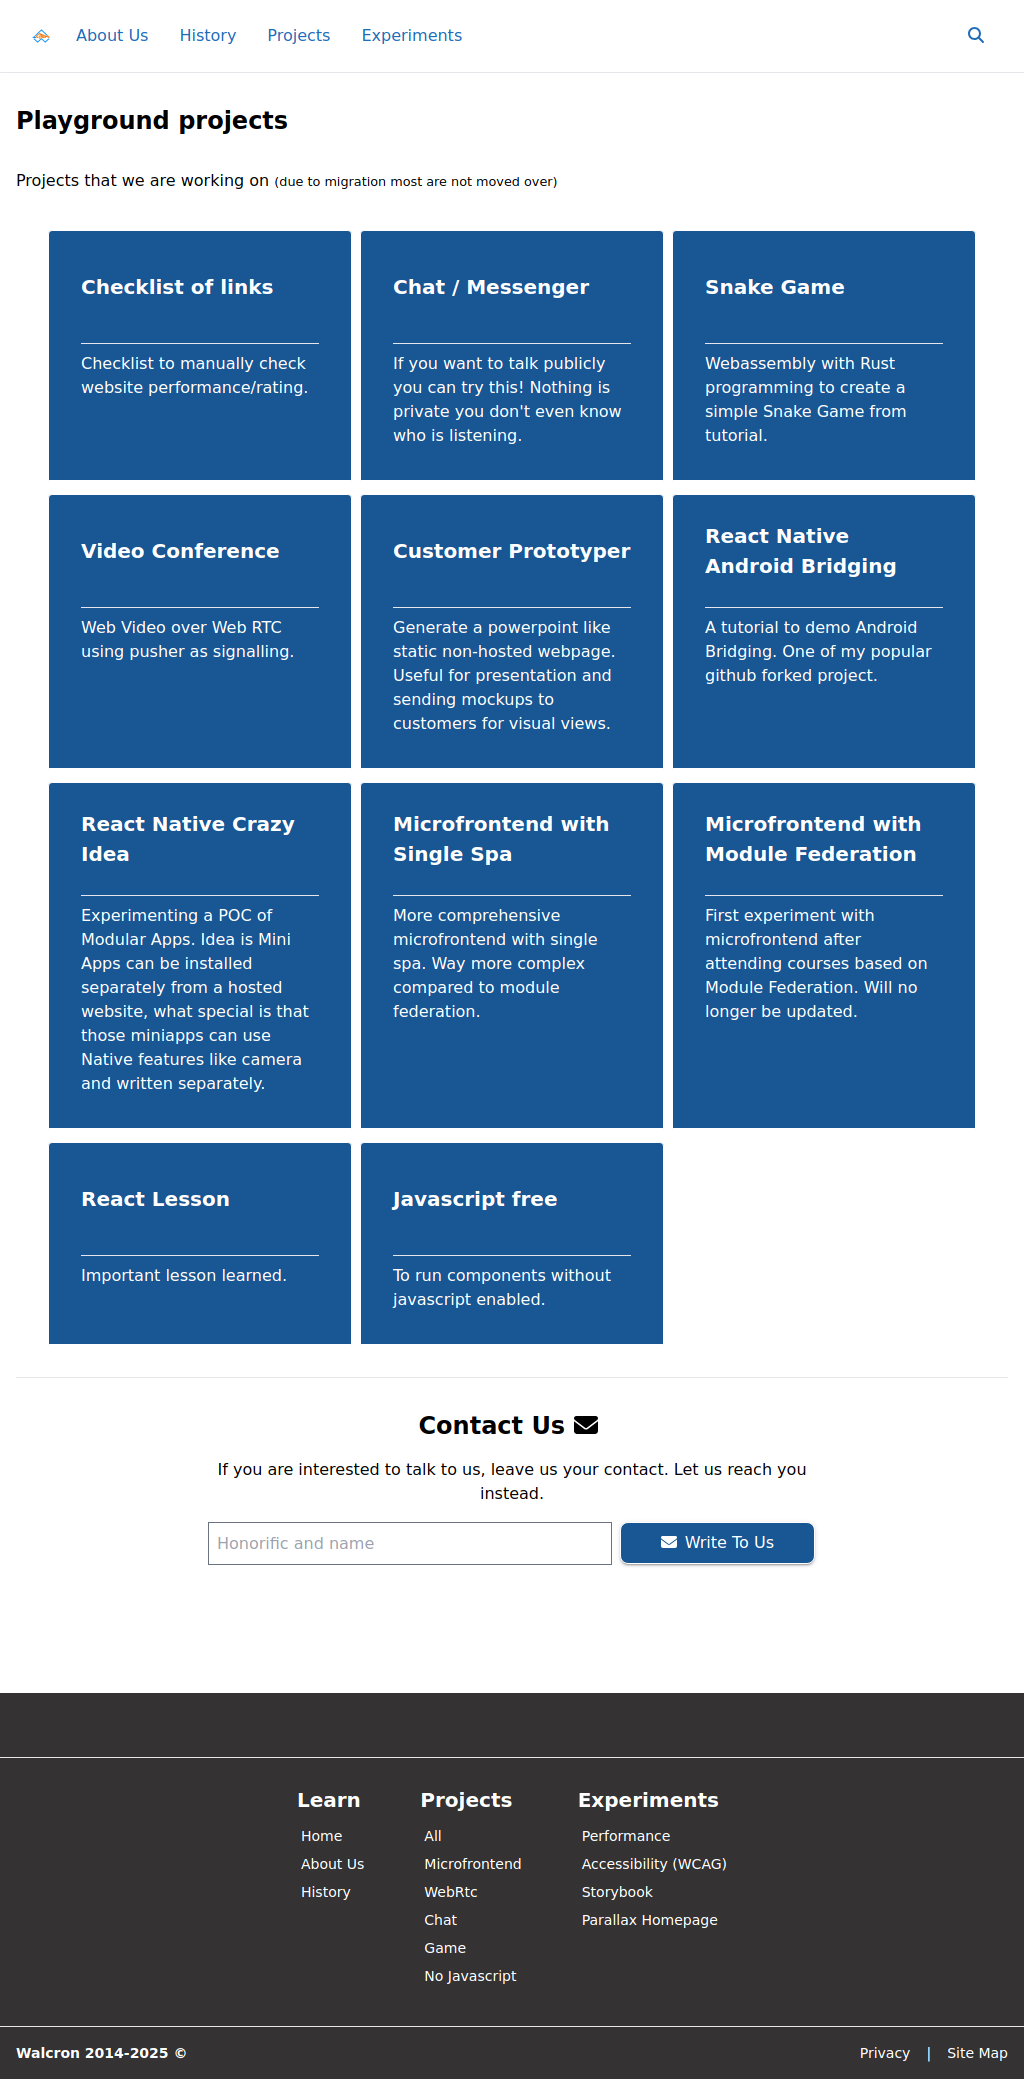 About Us
History
Projects
Experiments
Playground projects
Projects that we are working on (due to migration most are not moved over)
Checklist of links
Checklist to manually check
website performance/rating.
Chat / Messenger
If you want to talk publicly
you can try this! Nothing is
private you don't even know
who is listening.
Snake Game
Webassembly with Rust
programming to create a
simple Snake Game from
tutorial.
Video Conference
Web Video over Web RTC
using pusher as signalling.
Customer Prototyper
Generate a powerpoint like
static non-hosted webpage.
Useful for presentation and
sending mockups to
customers for visual views.
React Native
Android Bridging
A tutorial to demo Android
Bridging. One of my popular
github forked project.
React Native Crazy
Idea
Experimenting a POC of
Modular Apps. Idea is Mini
Apps can be installed
separately from a hosted
website, what special is that
those miniapps can use
Native features like camera
and written separately.
Microfrontend with
Single Spa
More comprehensive
microfrontend with single
spa. Way more complex
compared to module
federation.
Microfrontend with
Module Federation
First experiment with
microfrontend after
attending courses based on
Module Federation. Will no
longer be updated.
React Lesson
Important lesson learned.
Javascript free
To run components without
javascript enabled.
Contact Us
If you are interested to talk to us, leave us your contact. Let us reach you
instead.
Honorific and name
Write To Us
Learn
Home
About Us
History
Projects
All
Microfrontend
WebRtc
Chat
Game
No Javascript
Experiments
Performance
Accessibility (WCAG)
Storybook
Parallax Homepage
Walcron 2014-2025 ©
Privacy | Site Map